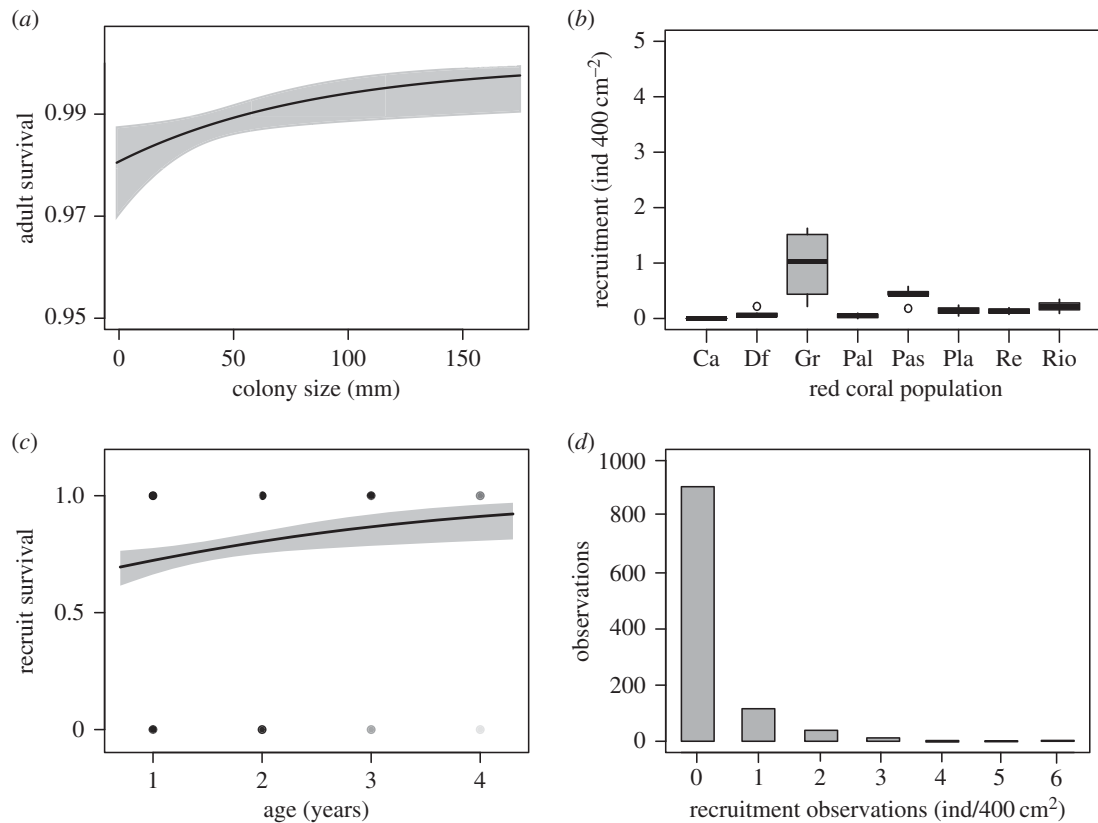 (a)
0.99
0.97
0.95
adult survival
0 50 100 150
colony size (mm)
(b)
5
4
3
2
1
0
recruitment (ind 400 cm⁻²)
Ca Df Gr Pal Pas Pla Re Rio
red coral population
(c)
1.0
0.5
0
recruit survival
1 2 3 4
age (years)
(d)
1000
800
600
400
200
0
observations
0 1 2 3 4 5 6
recruitment observations (ind/400 cm²)